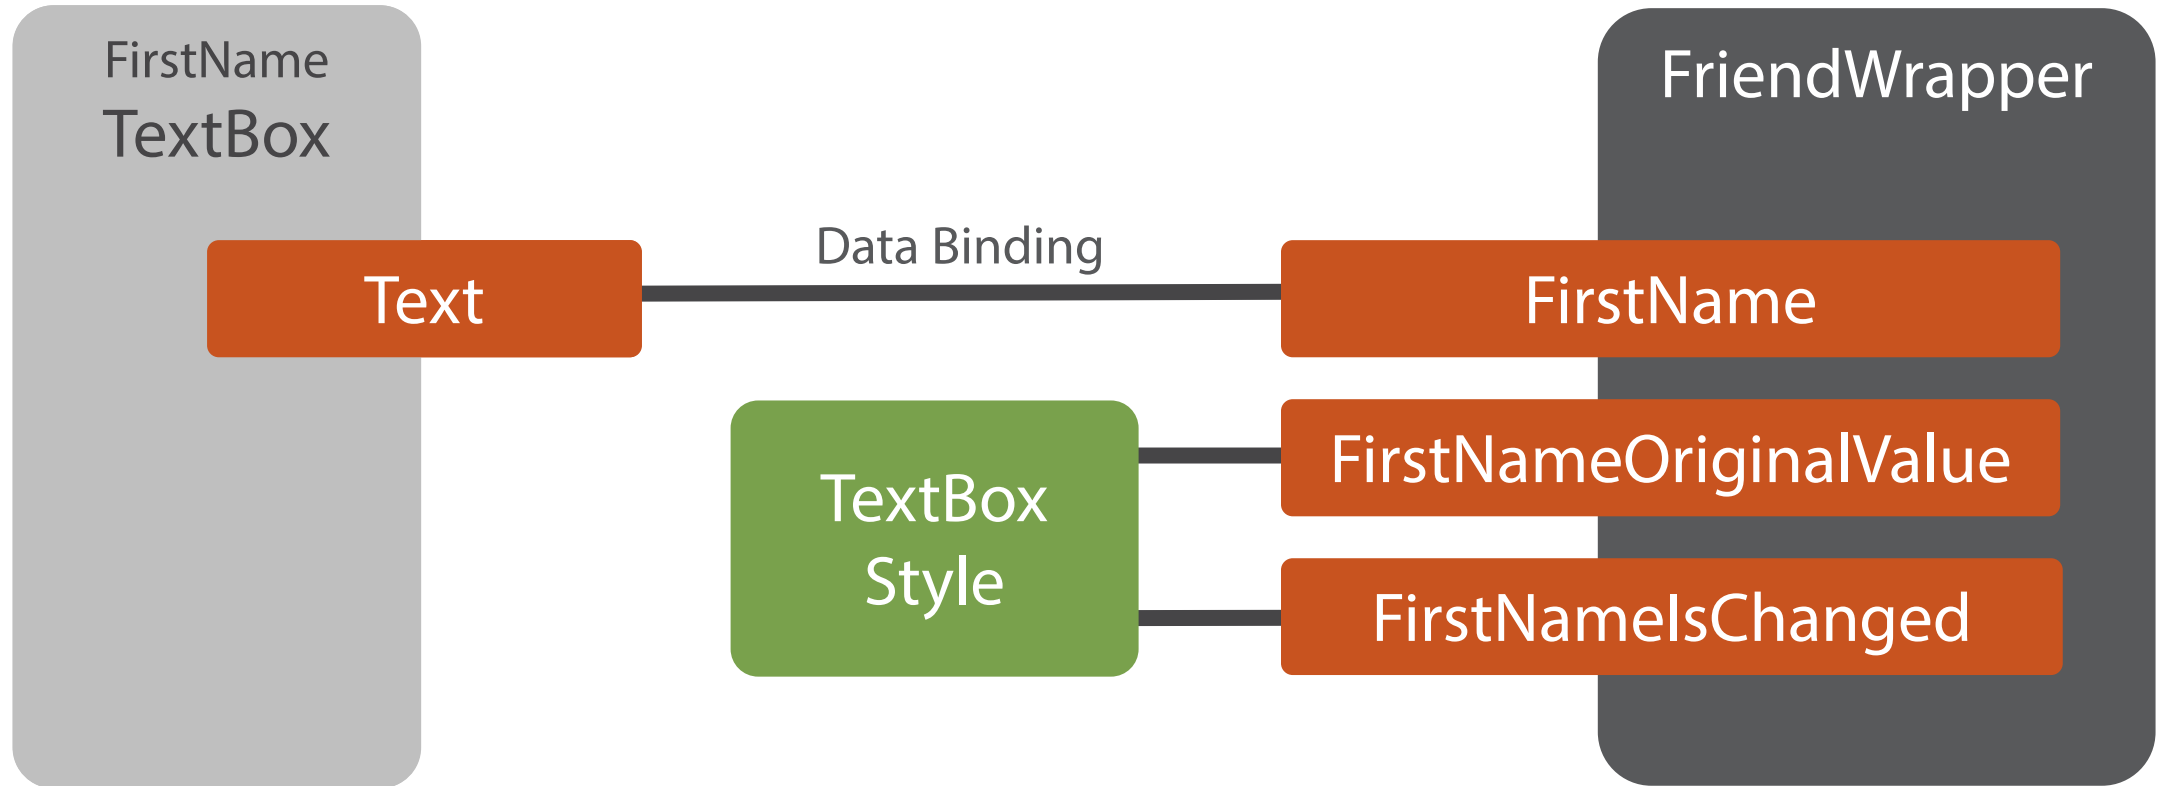 FirstName
TextBox
FriendWrapper
Data Binding
Text
FirstName
TextBox
Style
FirstNameOriginalValue
FirstNameIsChanged